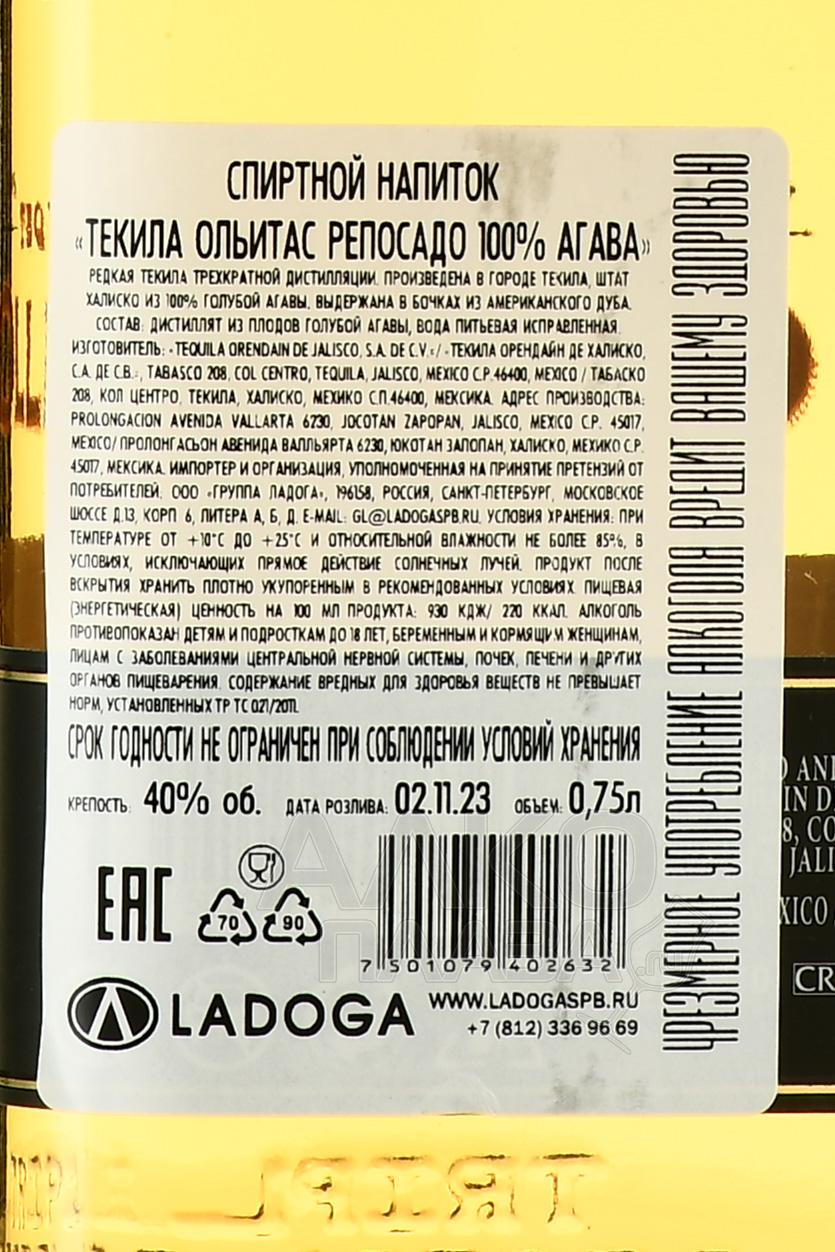 СПИРТНОЙ НАПИТОК
«ТЕКИЛА ОЛЬИТАС РЕПОСАДО 100% АГАВА»
РЕДКАЯ ТЕКИЛА ТРЕХКРАТНОЙ ДИСТИЛЛЯЦИИ. ПРОИЗВЕДЕНА В ГОРОДЕ ТЕКИЛА, ШТАТ
ХАЛИСКО ИЗ 100% ГОЛУБОЙ АГАВЫ. ВЫДЕРЖАНА В БОЧКАХ ИЗ АМЕРИКАНСКОГО ДУБА.
СОСТАВ: ДИСТИЛЛЯТ ИЗ ПЛОДОВ ГОЛУБОЙ АГАВЫ, ВОДА ПИТЬЕВАЯ ИСПРАВЛЕННАЯ.
ИЗГОТОВИТЕЛЬ: «TEQUILA ORENDAIN DE JALISCO, S.A. DE C.V.»/ «ТЕКИЛА ОРЕНДАЙН ДЕ ХАЛИСКО,
С.А. ДЕ С.В.», TABASCO 208, COL CENTRO, TEQUILA, JALISCO, MEXICO C.P. 46400, MEXICO / ТАБАСКО
208, КОЛ ЦЕНТРО, ТЕКИЛА, ХАЛИСКО, МЕХИКО С.П.46400, МЕКСИКА. АДРЕС ПРОИЗВОДСТВА:
PROLONGACION AVENIDA VALLARTA 6230, JOCOTAN ZAPOPAN, JALISCO, MEXICO C.P. 45017,
MEXICO/ ПРОЛОНГАСЬОН АВЕНИДА ВАЛЛЬЯРТА 6230, ЮКОТАН ЗАПОПАН, ХАЛИСКО, МЕХИКО С.Р.
45017, МЕКСИКА. ИМПОРТЕР И ОРГАНИЗАЦИЯ, УПОЛНОМОЧЕННАЯ НА ПРИНЯТИЕ ПРЕТЕНЗИЙ ОТ
ПОТРЕБИТЕЛЕЙ: ООО «ГРУППА ЛАДОГА», 196158, РОССИЯ, САНКТ-ПЕТЕРБУРГ, МОСКОВСКОЕ
ШОССЕ Д.13, КОРП 6, ЛИТЕРА А, Б, Д. E-MAIL: GL@LADOGASPB.RU. УСЛОВИЯ ХРАНЕНИЯ: ПРИ
ТЕМПЕРАТУРЕ ОТ +10°С ДО +25°С И ОТНОСИТЕЛЬНОЙ ВЛАЖНОСТИ НЕ БОЛЕЕ 85%, В
УСЛОВИЯХ, ИСКЛЮЧАЮЩИХ ПРЯМОЕ ДЕЙСТВИЕ СОЛНЕЧНЫХ ЛУЧЕЙ. ПРОДУКТ ПОСЛЕ
ВСКРЫТИЯ ХРАНИТЬ ПЛОТНО УКУПОРЕННЫМ В РЕКОМЕНДОВАННЫХ УСЛОВИЯХ. ПИЩЕВАЯ
(ЭНЕРГЕТИЧЕСКАЯ) ЦЕННОСТЬ НА 100 МЛ ПРОДУКТА: 930 КДЖ/ 220 ККАЛ. АЛКОГОЛЬ
ПРОТИВОПОКАЗАН ДЕТЯМ И ПОДРОСТКАМ ДО 18 ЛЕТ, БЕРЕМЕННЫМ И КОРМЯЩИМ ЖЕНЩИНАМ,
ЛИЦАМ С ЗАБОЛЕВАНИЯМИ ЦЕНТРАЛЬНОЙ НЕРВНОЙ СИСТЕМЫ, ПОЧЕК, ПЕЧЕНИ И ДРУГИХ
ОРГАНОВ ПИЩЕВАРЕНИЯ. СОДЕРЖАНИЕ ВРЕДНЫХ ДЛЯ ЗДОРОВЬЯ ВЕЩЕСТВ НЕ ПРЕВЫШАЕТ
НОРМ, УСТАНОВЛЕННЫХ ТР ТС 021/2011.
СРОК ГОДНОСТИ НЕ ОГРАНИЧЕН ПРИ СОБЛЮДЕНИИ УСЛОВИЙ ХРАНЕНИЯ
КРЕПОСТЬ: 40% об. ДАТА РОЗЛИВА: 02.11.23 ОБЪЕМ: 0,75л
EAC
70 90
7 501079 402632
LADOGA
WWW.LADOGASPB.RU
+7 (812) 336 96 69
ЧРЕЗМЕРНОЕ УПОТРЕБЛЕНИЕ АЛКОГОЛЯ ВРЕДИТ ВАШЕМУ ЗДОРОВЬЮ
АЛКО
ПЛАЗА.ru